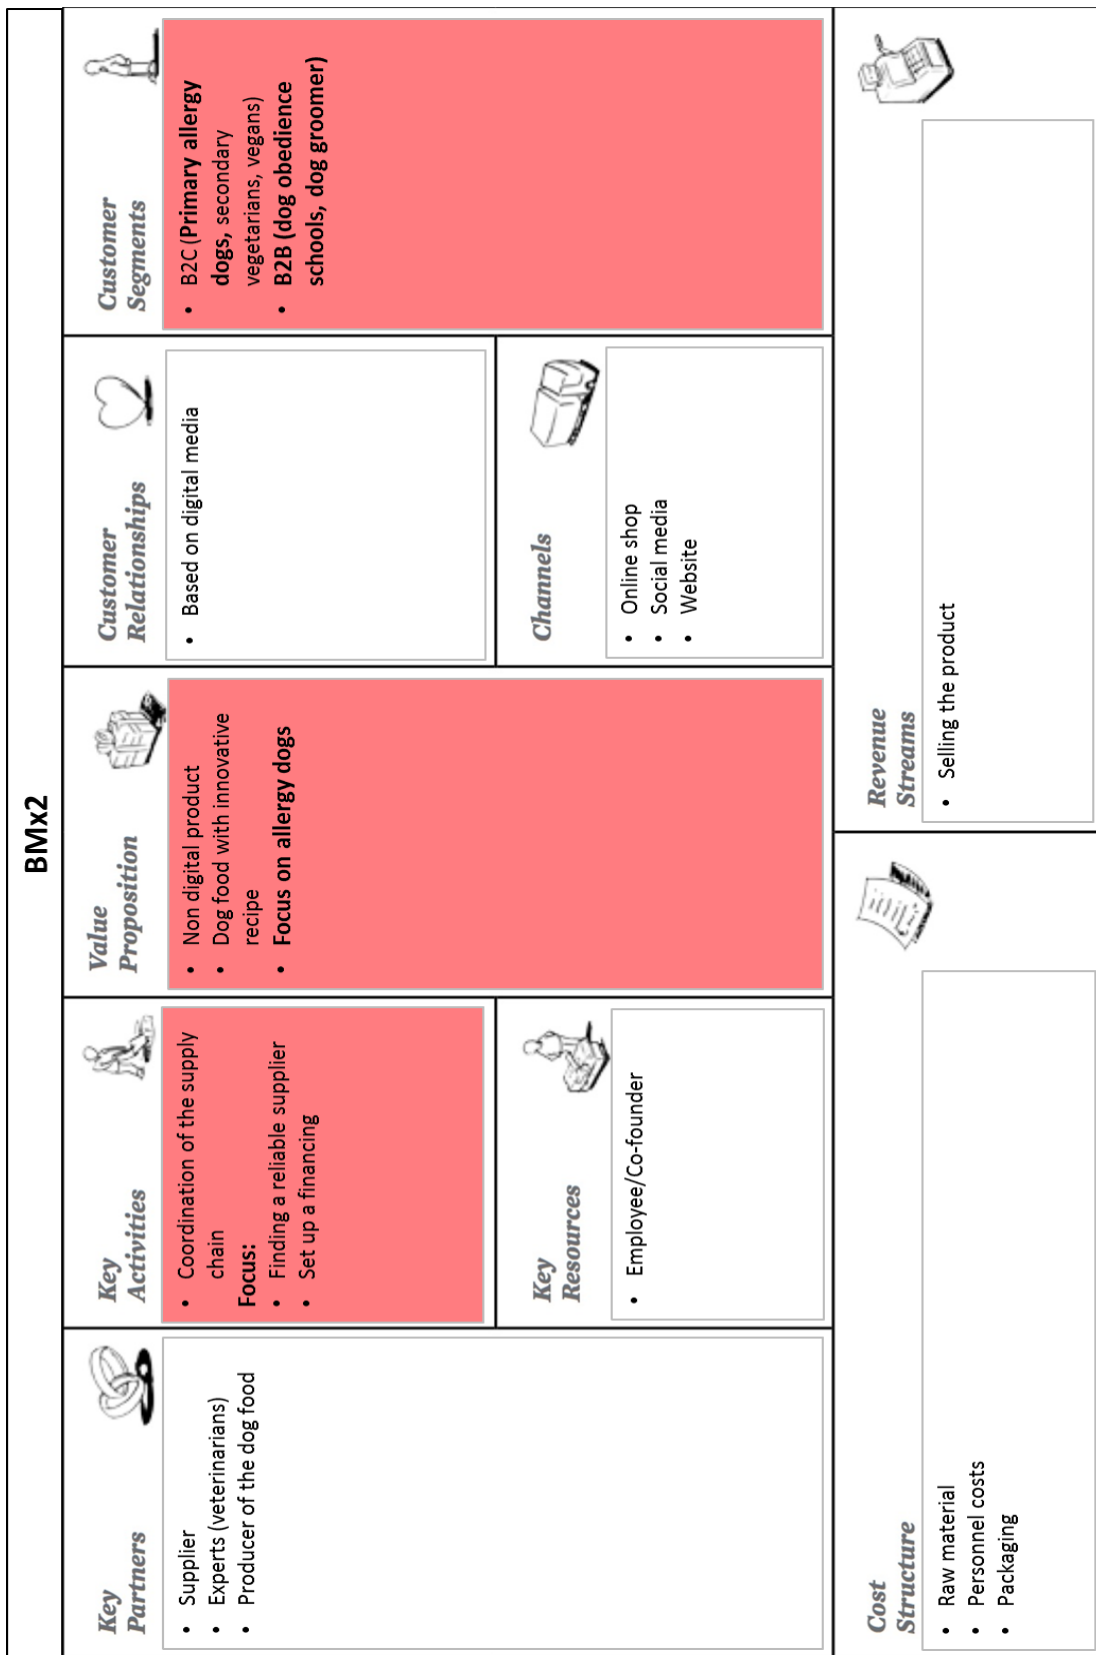 BMx2
Key
Partners
• Supplier
• Experts (veterinarians)
• Producer of the dog food
Key
Activities
• Coordination of the supply
chain
Focus:
• Finding a reliable supplier
• Set up a financing
Key
Resources
• Employee/Co-founder
Value
Proposition
• Non digital product
• Dog food with innovative
recipe
• Focus on allergy dogs
Customer
Relationships
• Based on digital media
Channels
• Online shop
• Social media
• Website
Customer
Segments
• B2C (Primary allergy
dogs, secondary
vegetarians, vegans)
• B2B (dog obedience
schools, dog groomer)
Cost
Structure
• Raw material
• Personnel costs
• Packaging
Revenue
Streams
• Selling the product